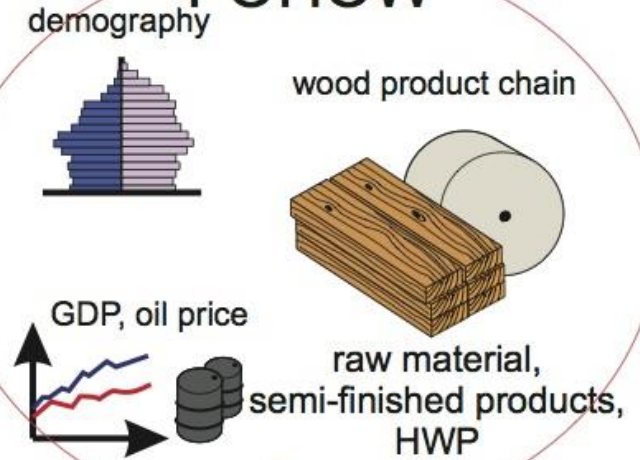 demography
wood product chain
GDP, oil price
raw material,
semi-finished products,
HWP